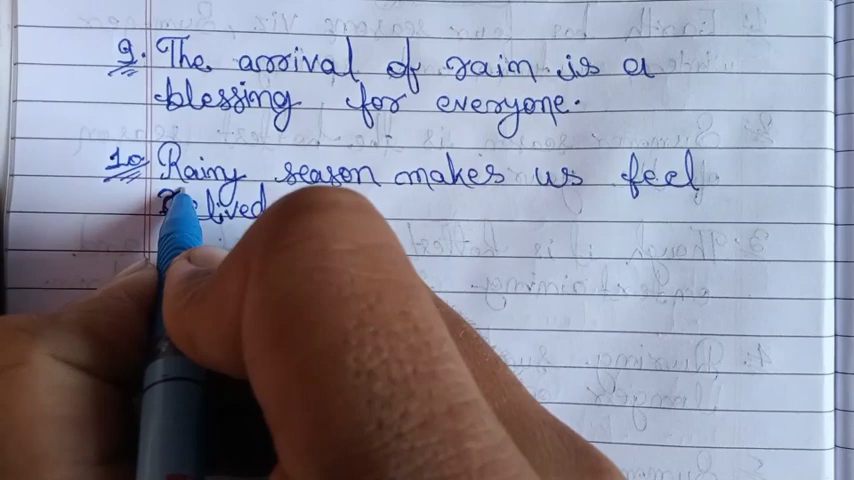 9. The arrival of rain is a
blessing for everyone.
10. Rainy season makes us feel